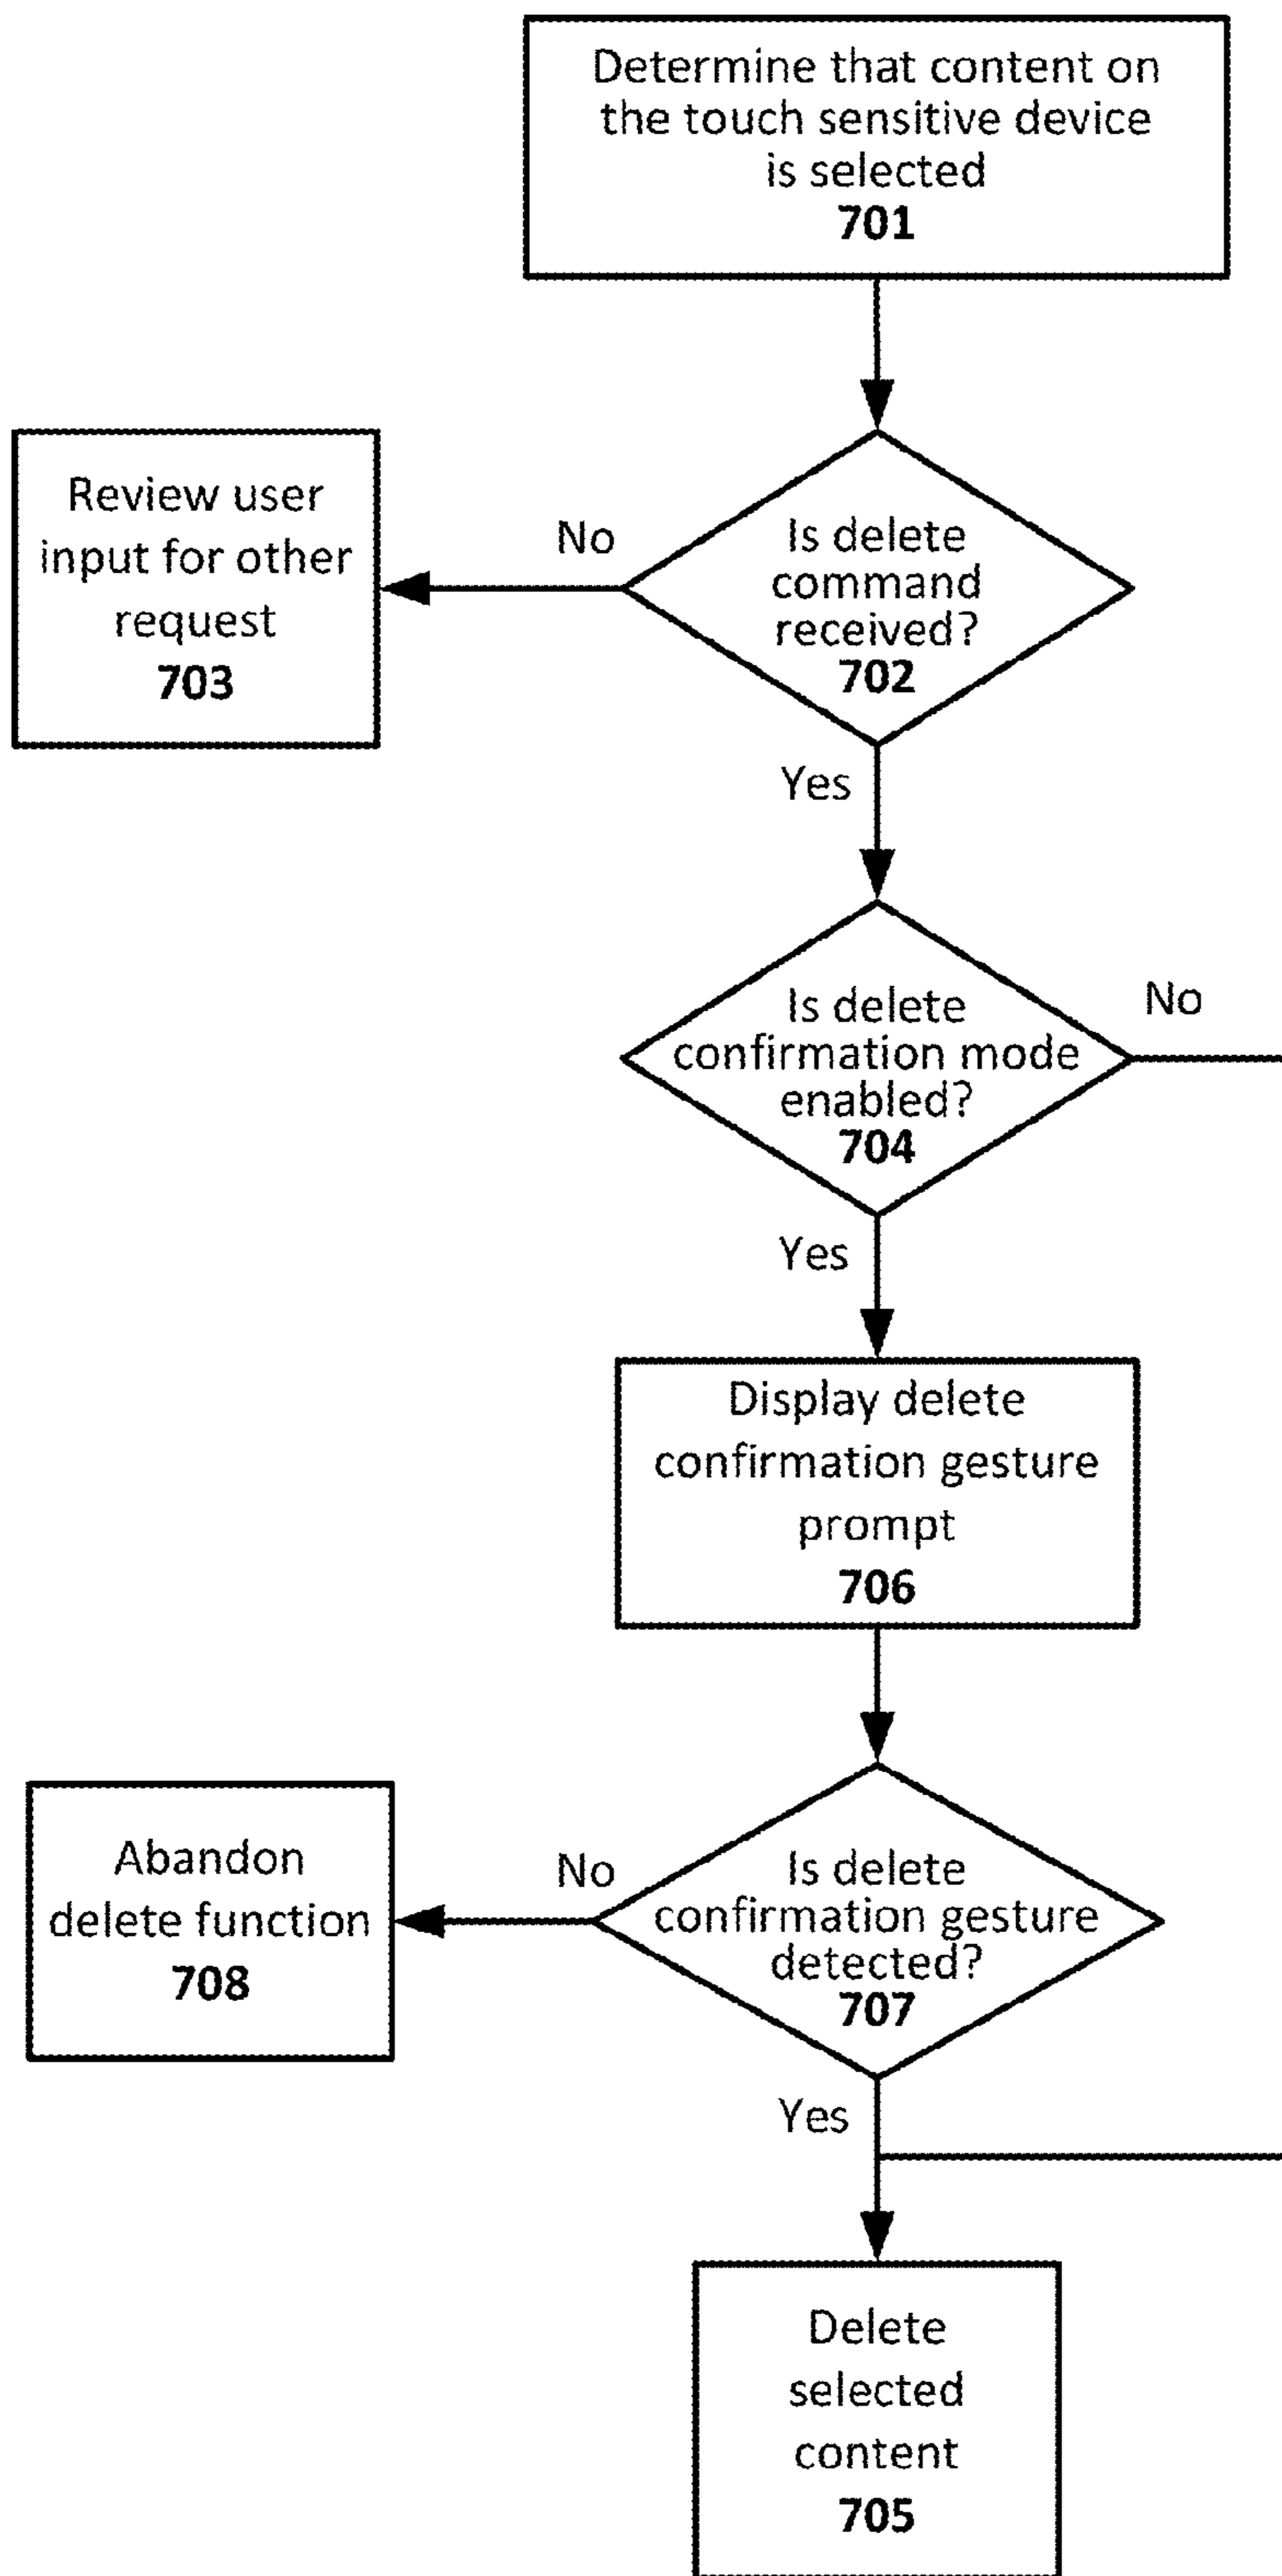 Determine that content on
the touch sensitive device
is selected
701
Review user
input for other
request
703
No
Is delete
command
received?
702
Yes
Is delete
confirmation mode
enabled?
704
No
Yes
Display delete
confirmation gesture
prompt
706
Abandon
delete function
708
No
Is delete
confirmation gesture
detected?
707
Yes
Delete
selected
content
705